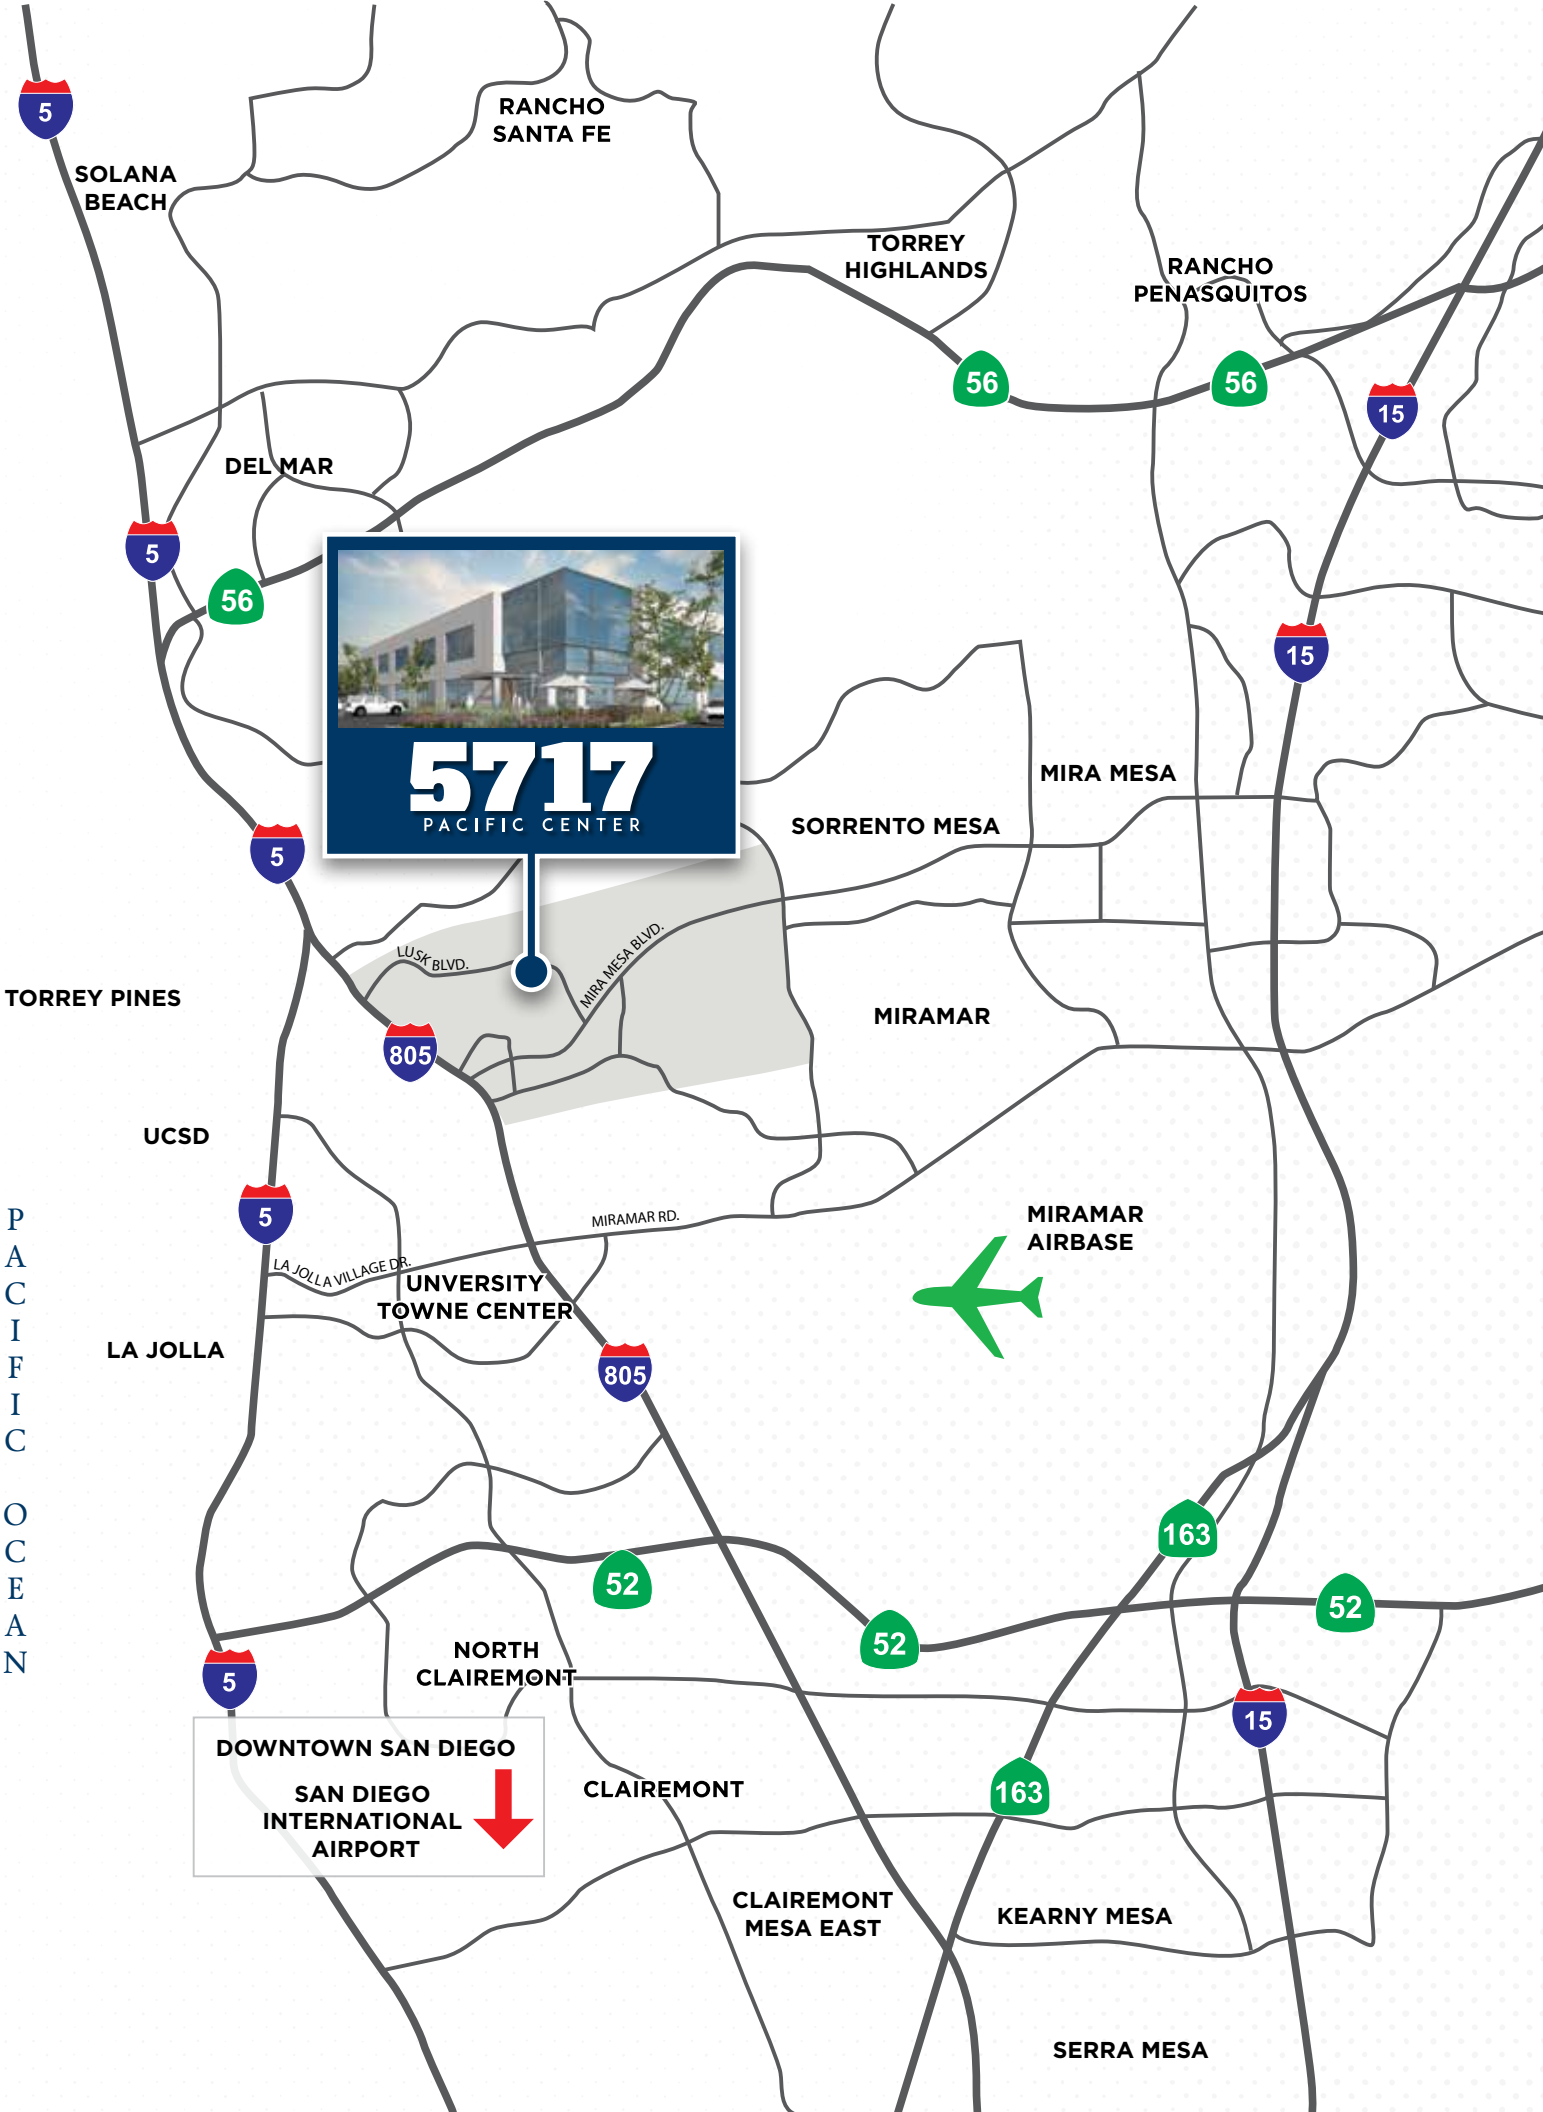 5
RANCHO
SANTA FE
SOLANA
BEACH
TORREY
HIGHLANDS
RANCHO
PENASQUITOS
56
56
15
DEL MAR
5
56
15
5717
PACIFIC CENTER
MIRA MESA
SORRENTO MESA
5
LUSK BLVD.
MIRA MESA BLVD.
TORREY PINES
MIRAMAR
805
UCSD
5
MIRAMAR RD.
MIRAMAR
AIRBASE
LA JOLLA VILLAGE DR.
UNVERSITY
TOWNE CENTER
LA JOLLA
805
PACIFIC OCEAN
163
52
52
52
NORTH
CLAIREMONT
5
15
DOWNTOWN SAN DIEGO
SAN DIEGO
INTERNATIONAL
AIRPORT
CLAIREMONT
163
CLAIREMONT
MESA EAST
KEARNY MESA
SERRA MESA